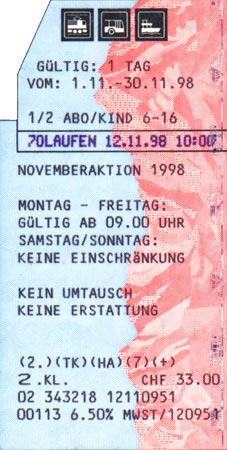 GÜLTIG: 1 TAG
VOM: 1.11.-30.11.98
1/2 ABO/KIND 6-16
70LAUFEN 12.11.98 10:00
NOVEMBERAKTION 1998
MONTAG - FREITAG:
GÜLTIG AB 09.00 UHR
SAMSTAG/SONNTAG:
KEINE EINSCHRÄNKUNG
KEIN UMTAUSCH
KEINE ERSTATTUNG
(2.)(TK)(HA)(7)(+)
2.KL. CHF 33.00
02 343218 12110951
00113 6.50% MWST/120951